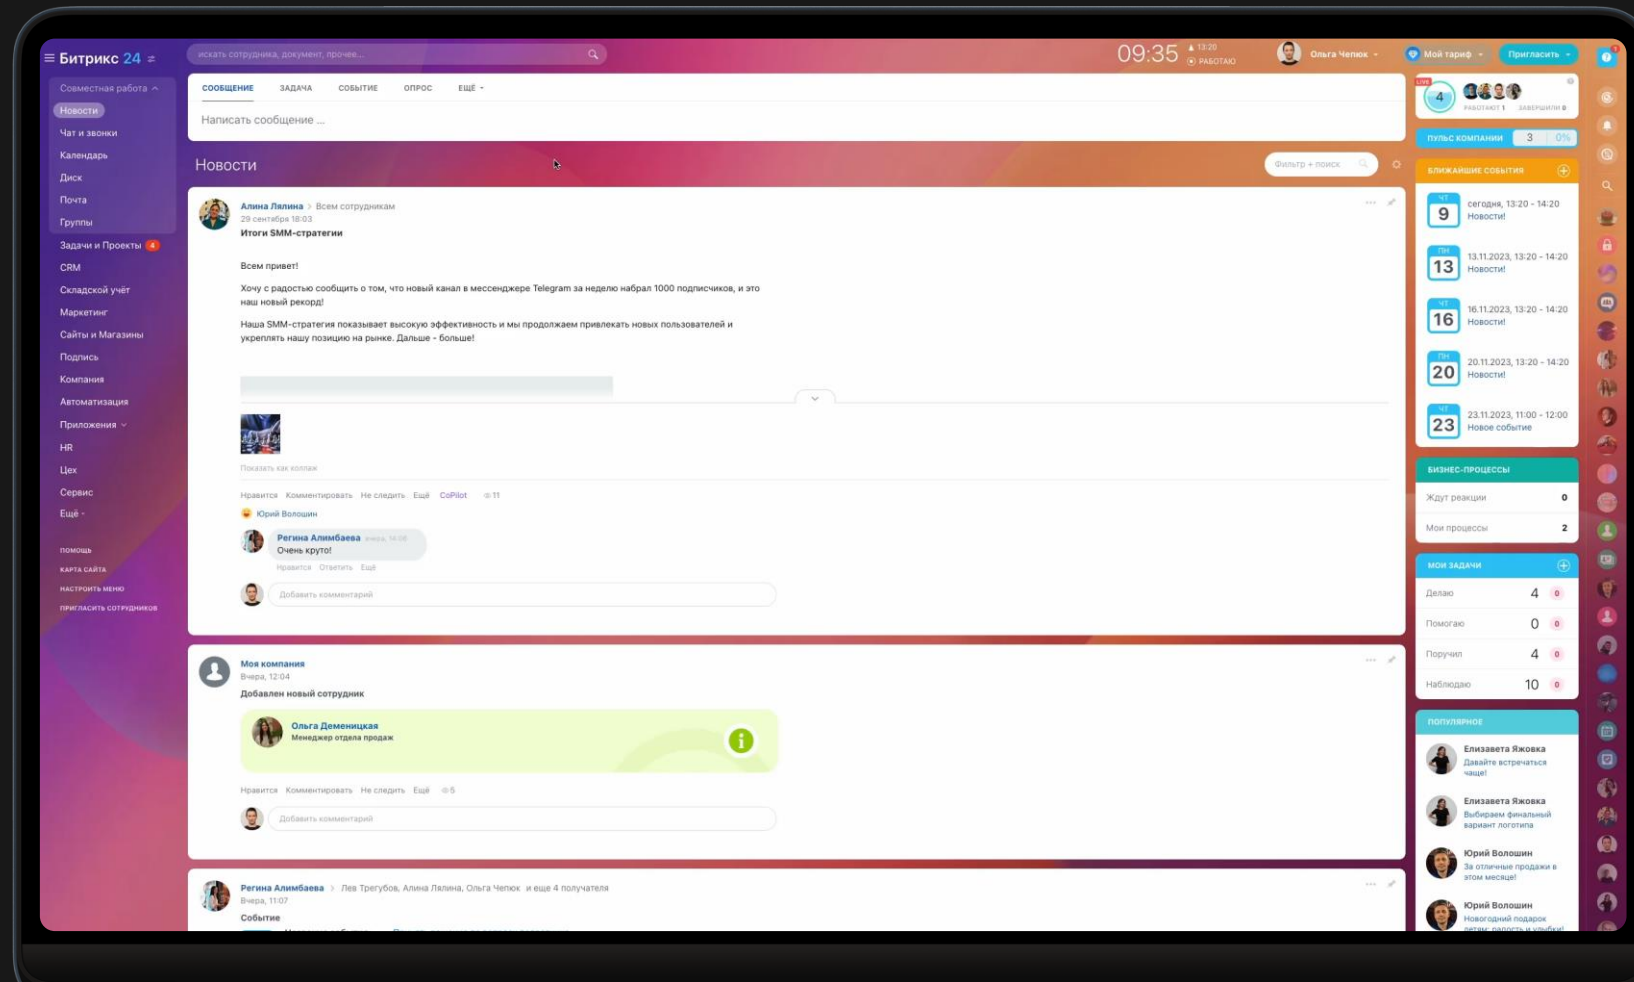 Битрикс 24
искать сотрудника, документ, прочее...
09:35
13:20
РАБОТАЮ
Ольга Чепюк
Мой тариф
Пригласить
Совместная работа
Новости
Чат и звонки
Календарь
Диск
Почта
Группы
Задачи и Проекты 4
CRM
Складской учёт
Маркетинг
Сайты и Магазины
Подпись
Компания
Автоматизация
Приложения
HR
Цех
Сервис
Ещё
ПОМОЩЬ
КАРТА САЙТА
НАСТРОИТЬ МЕНЮ
ПРИГЛАСИТЬ СОТРУДНИКОВ
СООБЩЕНИЕ ЗАДАЧА СОБЫТИЕ ОПРОС ЕЩЁ
Написать сообщение ...
Новости
Фильтр + поиск
Алина Лялина > Всем сотрудникам
29 сентября 18:03
Итоги SMM-стратегии
Всем привет!
Хочу с радостью сообщить о том, что новый канал в мессенджере Telegram за неделю набрал 1000 подписчиков, и это
наш новый рекорд!
Наша SMM-стратегия показывает высокую эффективность и мы продолжаем привлекать новых пользователей и
укреплять нашу позицию на рынке. Дальше - больше!
Показать как коллаж
Нравится Комментировать Не следить Ещё CoPilot 11
Юрий Волошин
Регина Алимбаева вчера, 14:06
Очень круто!
Нравится Ответить Ещё
Добавить комментарий
Моя компания
Вчера, 12:04
Добавлен новый сотрудник
Ольга Деменицкая
Менеджер отдела продаж
Нравится Комментировать Не следить Ещё 5
Добавить комментарий
Регина Алимбаева > Лев Трегубов, Алина Лялина, Ольга Чепюк и еще 4 получателя
Вчера, 11:07
Событие
LIVE
4
РАБОТАЮТ 1 ЗАВЕРШИЛИ 0
ПУЛЬС КОМПАНИИ 3 0%
БЛИЖАЙШИЕ СОБЫТИЯ
ЧТ
9
сегодня, 13:20 - 14:20
Новости!
ПН
13
13.11.2023, 13:20 - 14:20
Новости!
ЧТ
16
16.11.2023, 13:20 - 14:20
Новости!
ПН
20
20.11.2023, 13:20 - 14:20
Новости!
ЧТ
23
23.11.2023, 11:00 - 12:00
Новое событие
БИЗНЕС-ПРОЦЕССЫ
Ждут реакции 0
Мои процессы 2
МОИ ЗАДАЧИ
Делаю 4 0
Помогаю 0 0
Поручил 4 0
Наблюдаю 10 0
ПОПУЛЯРНОЕ
Елизавета Яжовка
Давайте встречаться
чаще!
Елизавета Яжовка
Выбираем финальный
вариант логотипа
Юрий Волошин
За отличные продажи в
этом месяце!
Юрий Волошин
Новогодний подарок
детям: радость и улыбки!